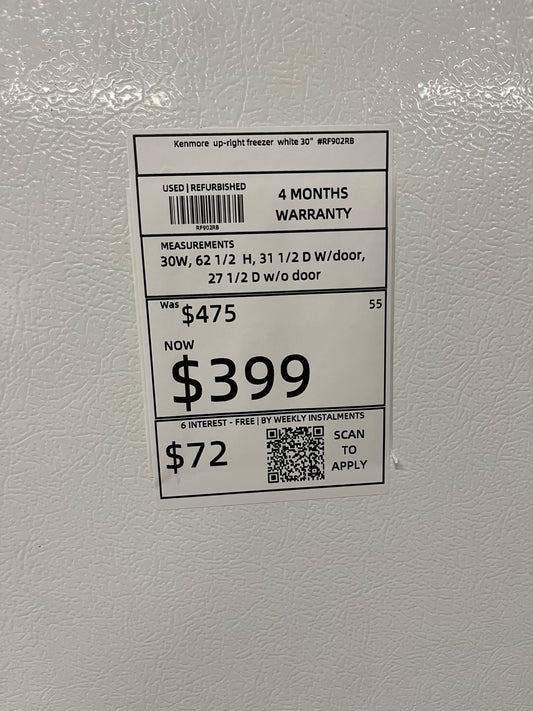 Kenmore up-right freezer white 30" #RF902RB
USED | REFURBISHED
RF902RB
4 MONTHS
WARRANTY
MEASUREMENTS
30W, 62 1/2 H, 31 1/2 D W/door,
27 1/2 D w/o door
Was $475
55
NOW
$399
6 INTEREST - FREE | BY WEEKLY INSTALMENTS
$72
SCAN
TO
APPLY